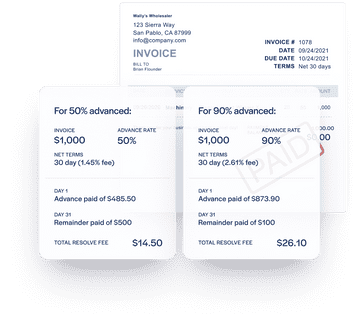 Wally's Wholesaler
123 Sierra Way
San Pablo, CA 87999
info@company.com
INVOICE
BILL TO
Brian Flounder
INVOICE # 1078
DATE 09/24/2021
DUE DATE 10/24/2021
TERMS Net 30 days
For 50% advanced:
INVOICE ADVANCE RATE
$1,000 50%
NET TERMS
30 day (1.45% fee)
DAY 1
Advance paid of $485.50
DAY 31
Remainder paid of $500
TOTAL RESOLVE FEE $14.50
For 90% advanced:
INVOICE ADVANCE RATE
$1,000 90%
NET TERMS
30 day (2.61% fee)
DAY 1
Advance paid of $873.90
DAY 31
Remainder paid of $100
TOTAL RESOLVE FEE $26.10
PAID